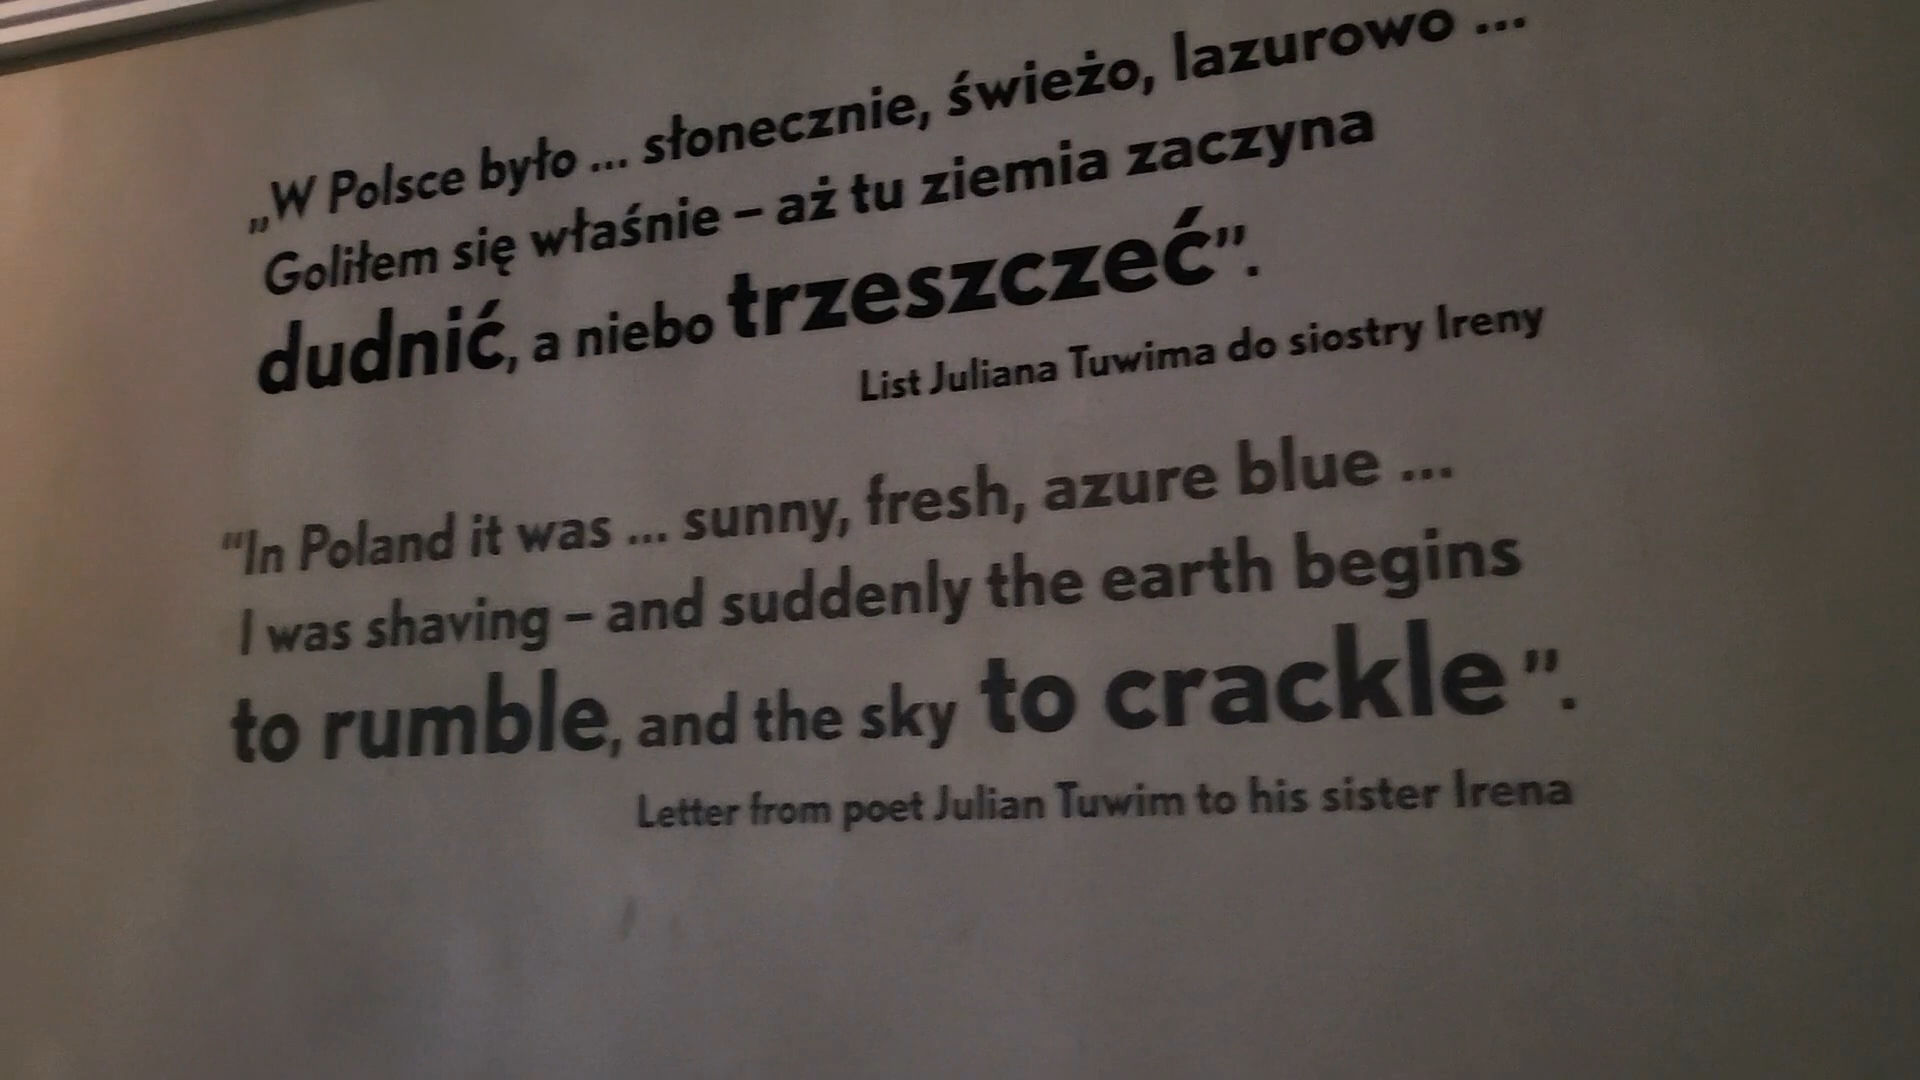 „W Polsce było ... słonecznie, świeżo, lazurowo ...
Goliłem się właśnie – aż tu ziemia zaczyna
dudnić, a niebo trzeszczeć”.
List Juliana Tuwima do siostry Ireny
“In Poland it was ... sunny, fresh, azure blue ...
I was shaving – and suddenly the earth begins
to rumble, and the sky to crackle ”.
Letter from poet Julian Tuwim to his sister Irena